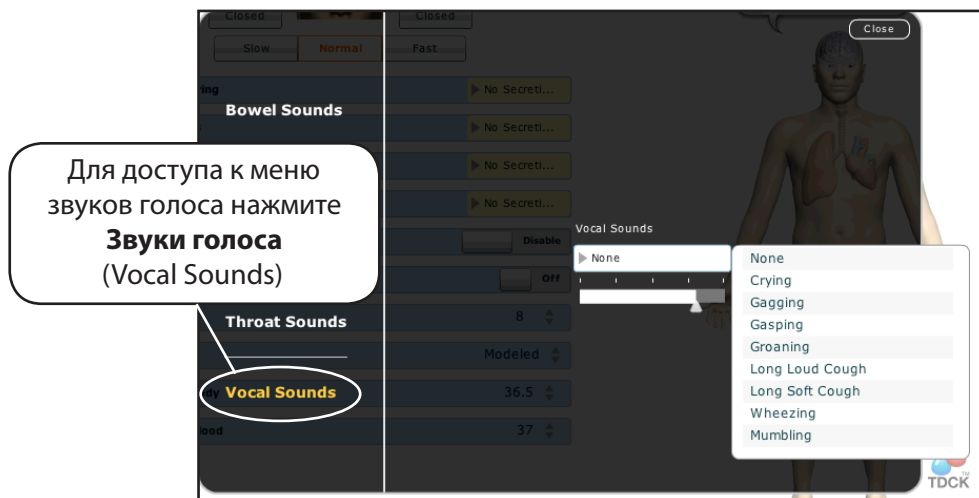 Closed
Closed
Close
Slow
Normal
Fast
No Secreti...
Bowel Sounds
No Secreti...
No Secreti...
No Secreti...
Для доступа к меню
звуков голоса нажмите
Звуки голоса
(Vocal Sounds)
Vocal Sounds
None
Disable
Off
None
Crying
Gagging
Gasping
Groaning
Long Loud Cough
Long Soft Cough
Wheezing
Mumbling
Throat Sounds
8
Modeled
Vocal Sounds
36.5
37
TDCK™